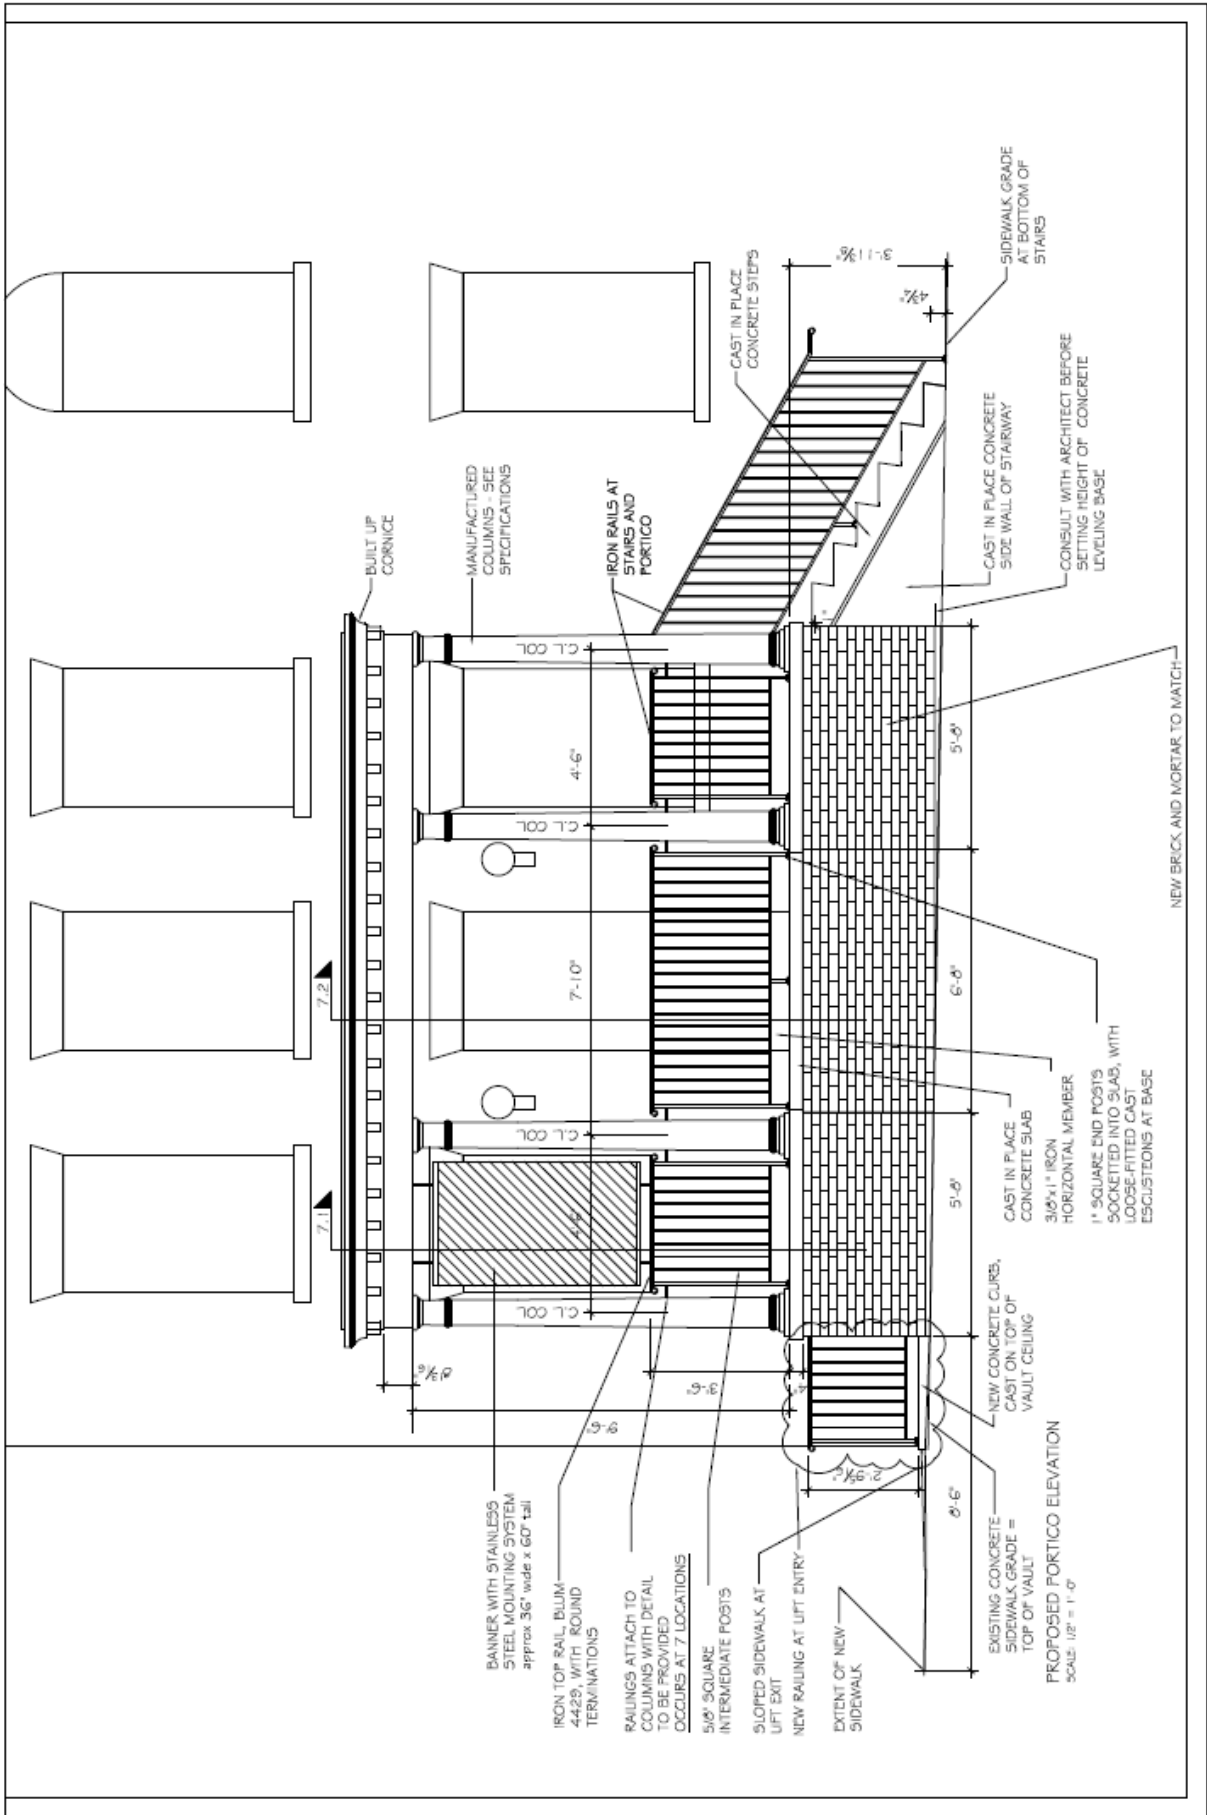 BUILT UP
CORNICE
MANUFACTURED
COLUMNS - SEE
SPECIFICATIONS
IRON RAILS AT
STAIRS AND
PORTICO
CAST IN PLACE
CONCRETE STEPS
3'-11⅜"
4¾"
SIDEWALK GRADE
AT BOTTOM OF
STAIRS
CAST IN PLACE CONCRETE
SIDE WALL OF STAIRWAY
CONSULT WITH ARCHITECT BEFORE
SETTING HEIGHT OF CONCRETE
LEVELING BASE
NEW BRICK AND MORTAR TO MATCH
7.1
7.2
C.L. COL
C.L. COL
C.L. COL
C.L. COL
4'-6"
7'-10"
4'-6"
1"
9'-6"
3'-6"
4"
5'-8"
6'-8"
5'-8"
8'-6"
BANNER WITH STAINLESS
STEEL MOUNTING SYSTEM
approx 36" wide x 60" tall
IRON TOP RAIL, BLUM
4429, WITH ROUND
TERMINATIONS
RAILINGS ATTACH TO
COLUMNS WITH DETAIL
TO BE PROVIDED
OCCURS AT 7 LOCATIONS
5/8" SQUARE
INTERMEDIATE POSTS
SLOPED SIDEWALK AT
LIFT EXIT
NEW RAILING AT LIFT ENTRY
EXTENT OF NEW
SIDEWALK
CAST IN PLACE
CONCRETE SLAB
3/8"x1" IRON
HORIZONTAL MEMBER
1" SQUARE END POSTS
SOCKETTED INTO SLAB, WITH
LOOSE-FITTED CAST
ESCUSTEONS AT BASE
NEW CONCRETE CURB,
CAST ON TOP OF
VAULT CEILING
EXISTING CONCRETE
SIDEWALK GRADE =
TOP OF VAULT
PROPOSED PORTICO ELEVATION
SCALE: 1/2" = 1'-0"